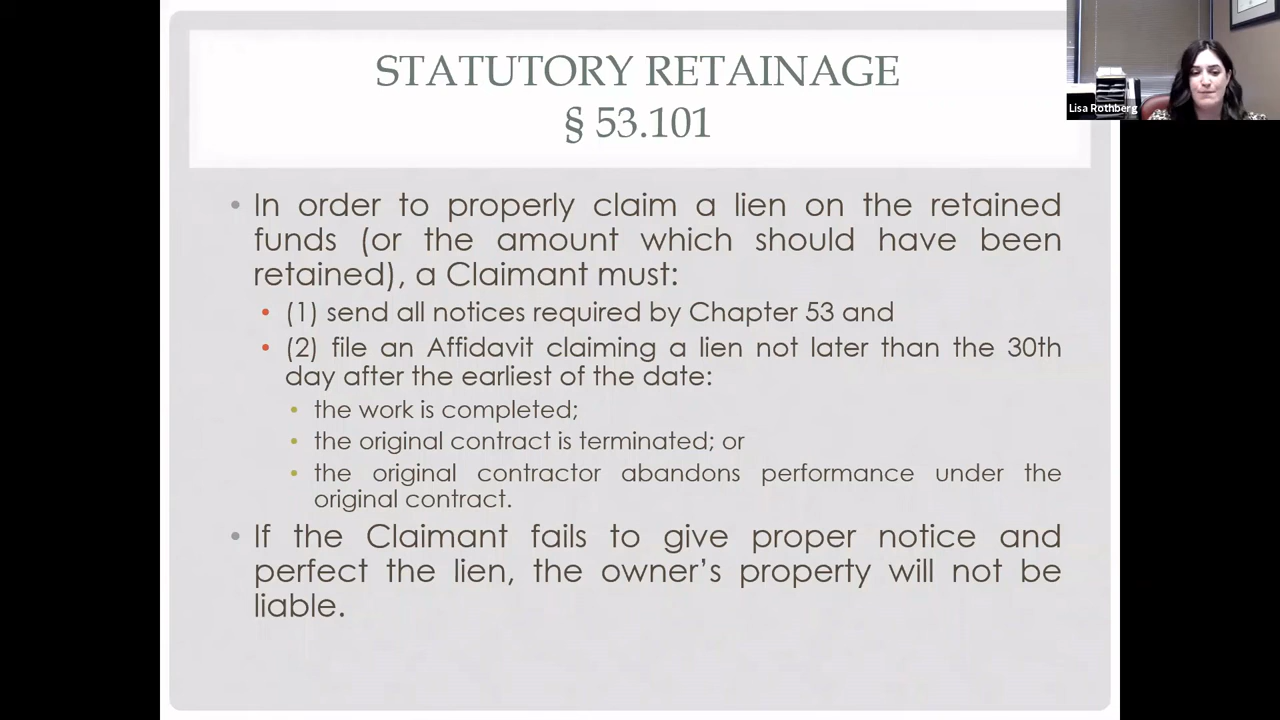 STATUTORY RETAINAGE
§ 53.101
Lisa Rothberg
• In order to properly claim a lien on the retained
funds (or the amount which should have been
retained), a Claimant must:
• (1) send all notices required by Chapter 53 and
• (2) file an Affidavit claiming a lien not later than the 30th
day after the earliest of the date:
• the work is completed;
• the original contract is terminated; or
• the original contractor abandons performance under the
original contract.
• If the Claimant fails to give proper notice and
perfect the lien, the owner’s property will not be
liable.